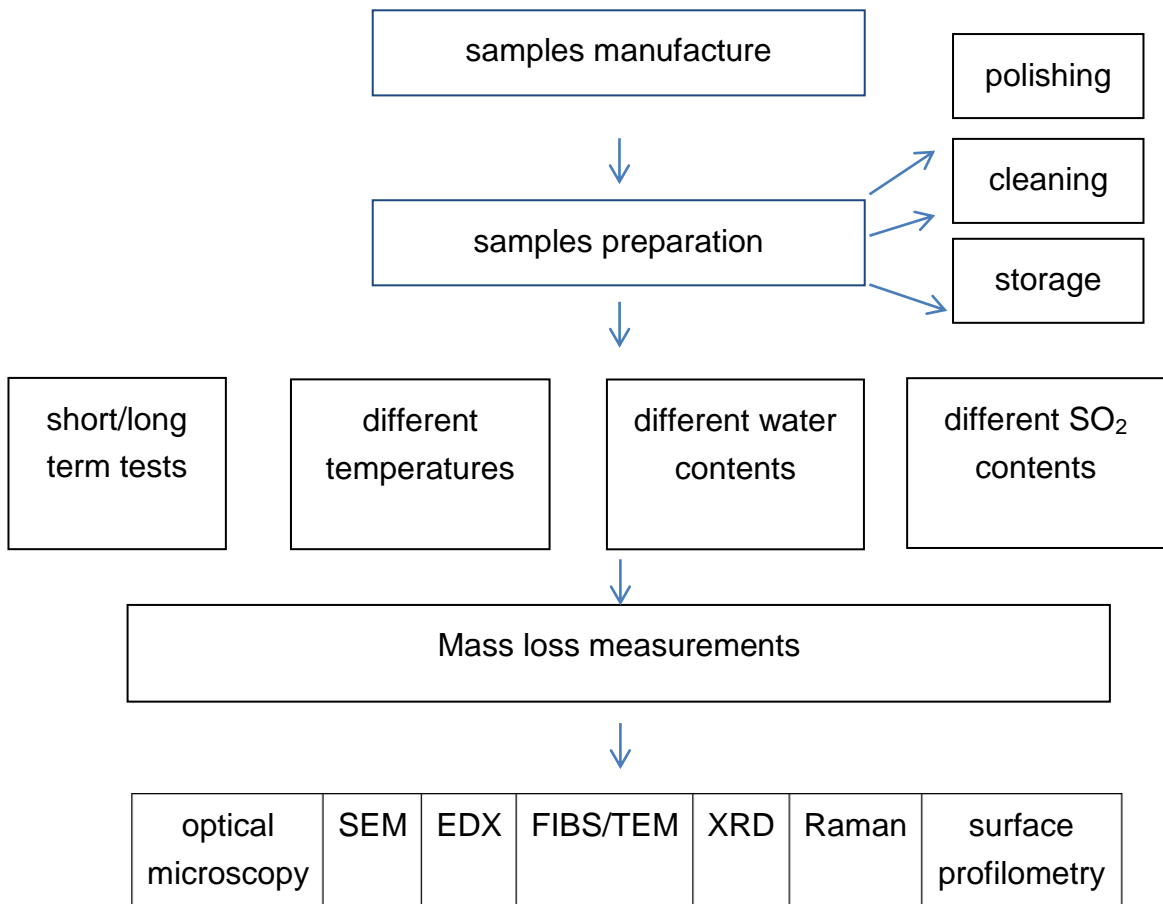 samples manufacture
polishing
cleaning
samples preparation
storage
short/long
term tests
different
temperatures
different water
contents
different SO₂
contents
Mass loss measurements
optical
microscopy
SEM
EDX
FIBS/TEM
XRD
Raman
surface
profilometry